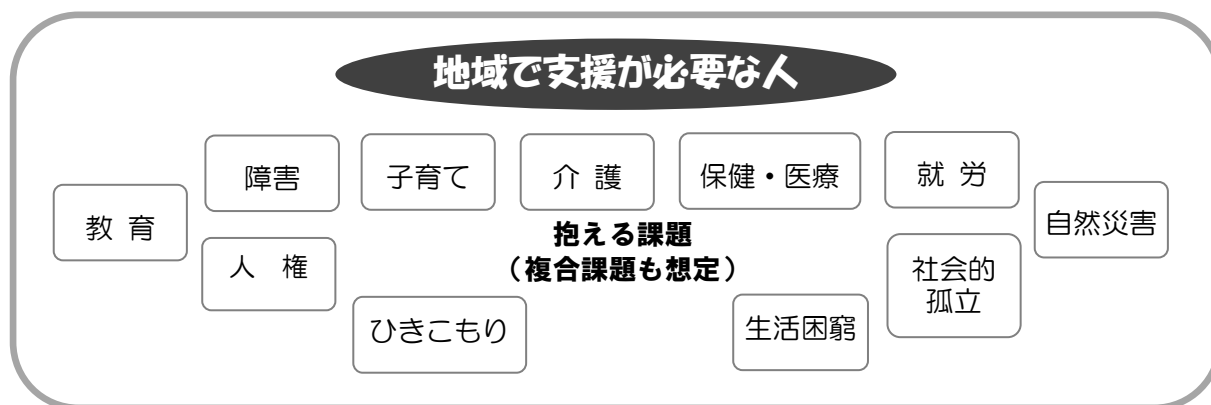 地域で支援が必要な人
障害
子育て
介 護
保健・医療
就 労
教 育
自然災害
人　権
抱える課題
（複合課題も想定）
社会的
孤立
ひきこもり
生活困窮